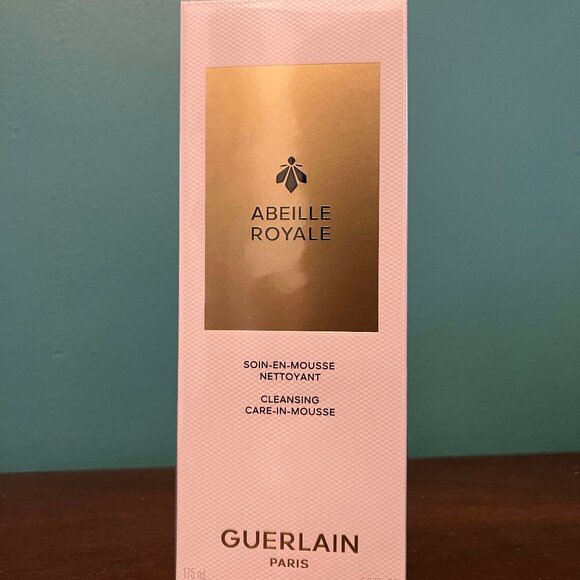 ABEILLE
ROYALE
SOIN-EN-MOUSSE
NETTOYANT
CLEANSING
CARE-IN-MOUSSE
GUERLAIN
PARIS
175 ml